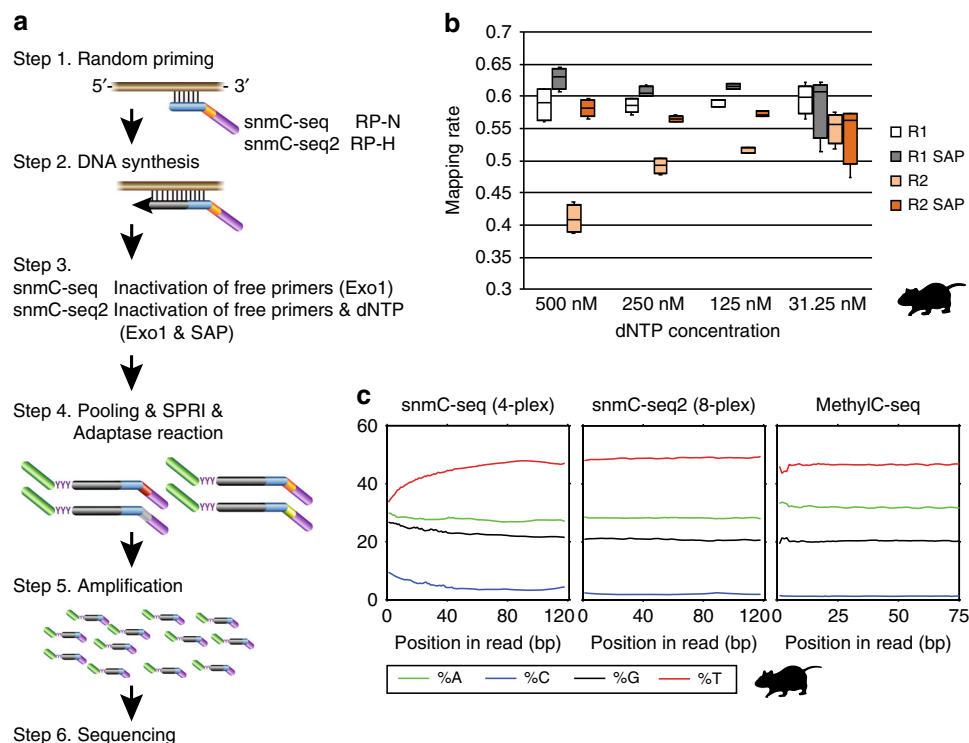 a
Step 1. Random priming
5′- - 3′
snmC-seq RP-N
snmC-seq2 RP-H
Step 2. DNA synthesis
Step 3.
snmC-seq Inactivation of free primers (Exo1)
snmC-seq2 Inactivation of free primers & dNTP
(Exo1 & SAP)
Step 4. Pooling & SPRI &
Adaptase reaction
YYY YYY
YYY YYY
Step 5. Amplification
Step 6. Sequencing
b
Mapping rate
0.7
0.65
0.6
0.55
0.5
0.45
0.4
0.35
0.3
500 nM 250 nM 125 nM 31.25 nM
dNTP concentration
R1
R1 SAP
R2
R2 SAP
c
snmC-seq (4-plex) snmC-seq2 (8-plex) MethylC-seq
60
40
20
0
0 40 80 120 0 40 80 120 0 25 50 75
Position in read (bp) Position in read (bp) Position in read (bp)
%A %C %G %T